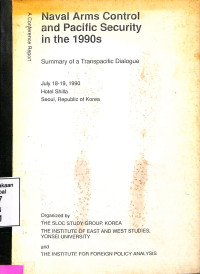 A Conference Report
Naval Arms Control
and Pacific Security
in the 1990s
Summary of a Transpacific Dialogue
July 18-19, 1990
Hotel Shilla
Seoul, Republic of Korea
Organized by
THE SLOC STUDY GROUP, KOREA
THE INSTITUTE OF EAST AND WEST STUDIES,
YONSEI UNIVERSITY
and
THE INSTITUTE FOR FOREIGN POLICY ANALYSIS